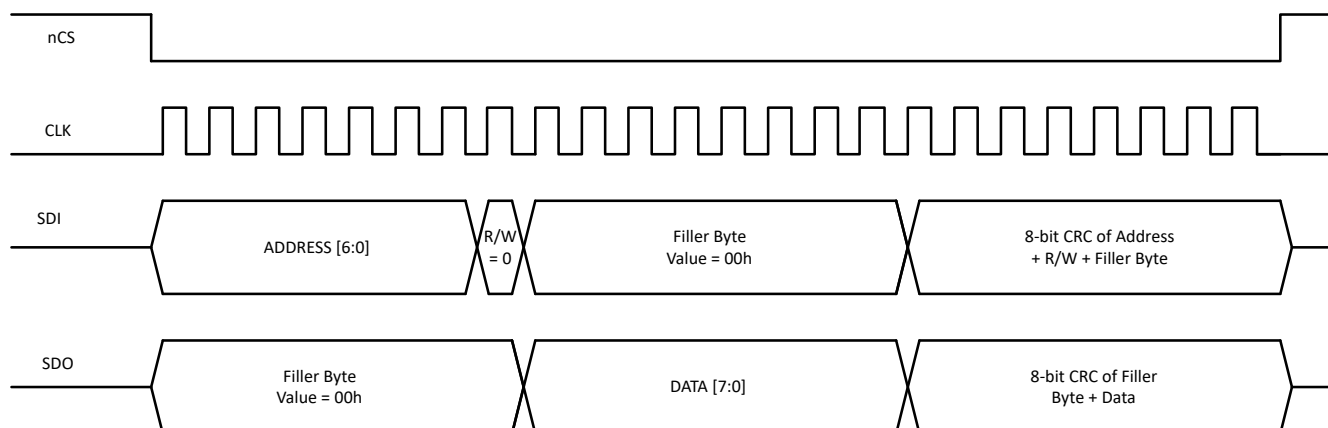 nCS
CLK
SDI
ADDRESS [6:0]
R/W
= 0
Filler Byte
Value = 00h
8-bit CRC of Address
+ R/W + Filler Byte
SDO
Filler Byte
Value = 00h
DATA [7:0]
8-bit CRC of Filler
Byte + Data